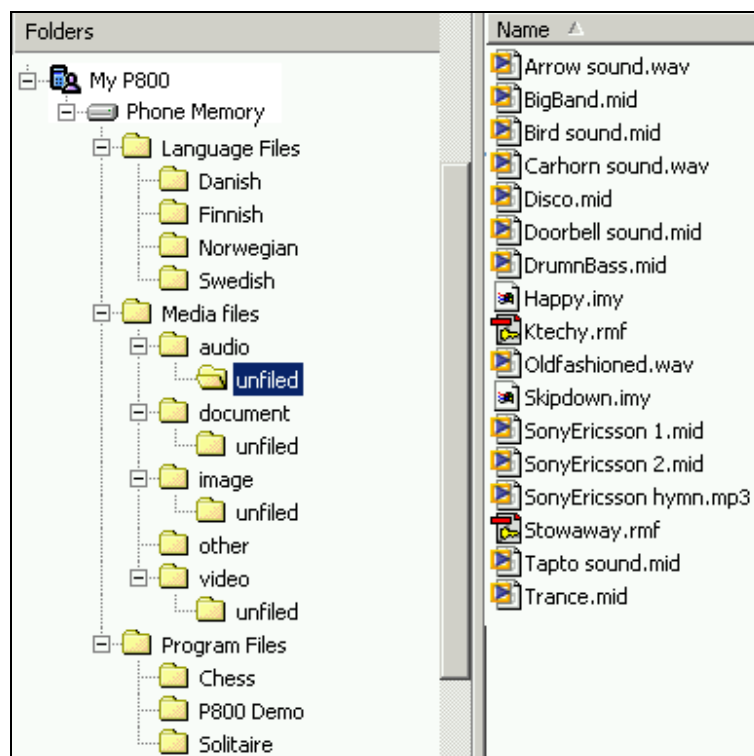 Folders
My P800
Phone Memory
Language Files
Danish
Finnish
Norwegian
Swedish
Media files
audio
unfiled
document
unfiled
image
unfiled
other
video
unfiled
Program Files
Chess
P800 Demo
Solitaire
Name
Arrow sound.wav
BigBand.mid
Bird sound.mid
Carhorn sound.wav
Disco.mid
Doorbell sound.mid
DrumnBass.mid
Happy.imy
Ktechy.rmf
Oldfashioned.wav
Skipdown.imy
SonyEricsson 1.mid
SonyEricsson 2.mid
SonyEricsson hymn.mp3
Stowaway.rmf
Tapto sound.mid
Trance.mid